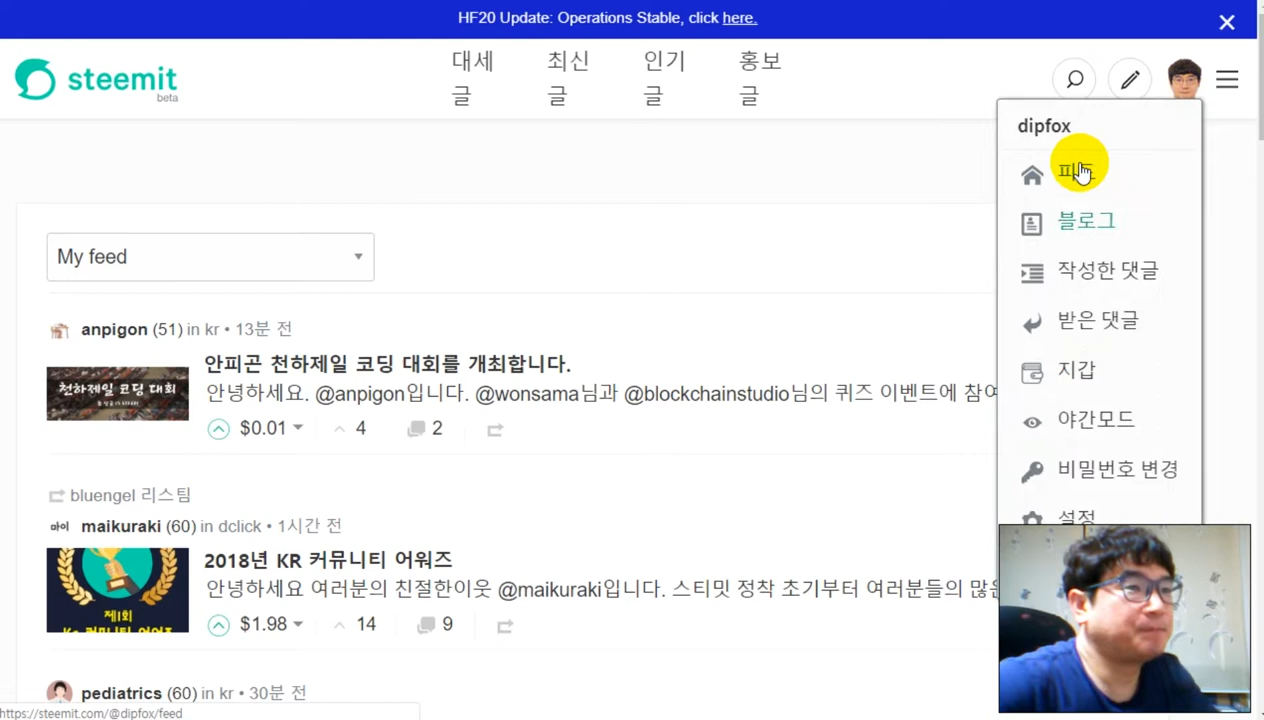 HF20 Update: Operations Stable, click here.
steemit
beta
대세
글
최신
글
인기
글
홍보
글
dipfox
피드
블로그
작성한 댓글
받은 댓글
지갑
야간모드
비밀번호 변경
설정
My feed
anpigon (51) in kr • 13분 전
천하제일 코딩 대회
안피곤 천하제일 코딩 대회를 개최합니다.
안녕하세요. @anpigon입니다. @wonsama님과 @blockchainstudio님의 퀴즈 이벤트에 참여
$0.01 4 2
bluengel 리스팀
마이 maikuraki (60) in dclick • 1시간 전
제1회
2018년 KR 커뮤니티 어워즈
안녕하세요 여러분의 친절한이웃 @maikuraki입니다. 스티밋 정착 초기부터 여러분들의 많은
$1.98 14 9
pediatrics (60) in kr • 30분 전
https://steemit.com/@dipfox/feed